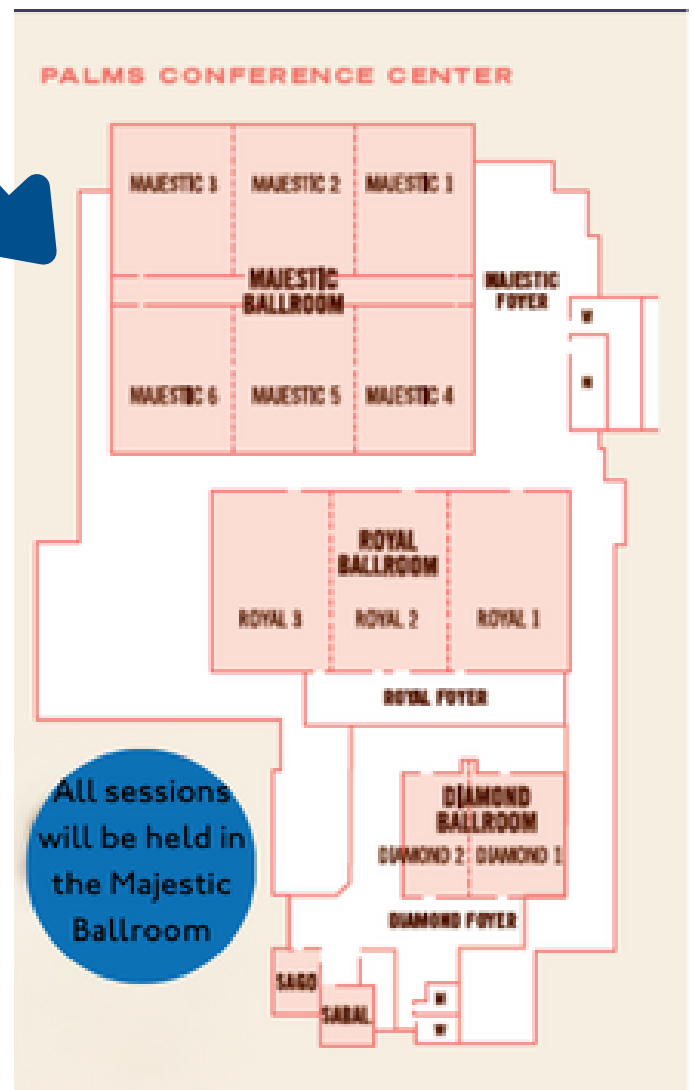 PALMS CONFERENCE CENTER
MAJESTIC 3 MAJESTIC 2 MAJESTIC 1
MAJESTIC
BALLROOM
MAJESTIC
FOYER
W
M
MAJESTIC 6 MAJESTIC 5 MAJESTIC 4
ROYAL
BALLROOM
ROYAL 3 ROYAL 2 ROYAL 1
ROYAL FOYER
All sessions
will be held in
the Majestic
Ballroom
DIAMOND
BALLROOM
DIAMOND 2 DIAMOND 1
DIAMOND FOYER
SAGO
SABAL
M
W